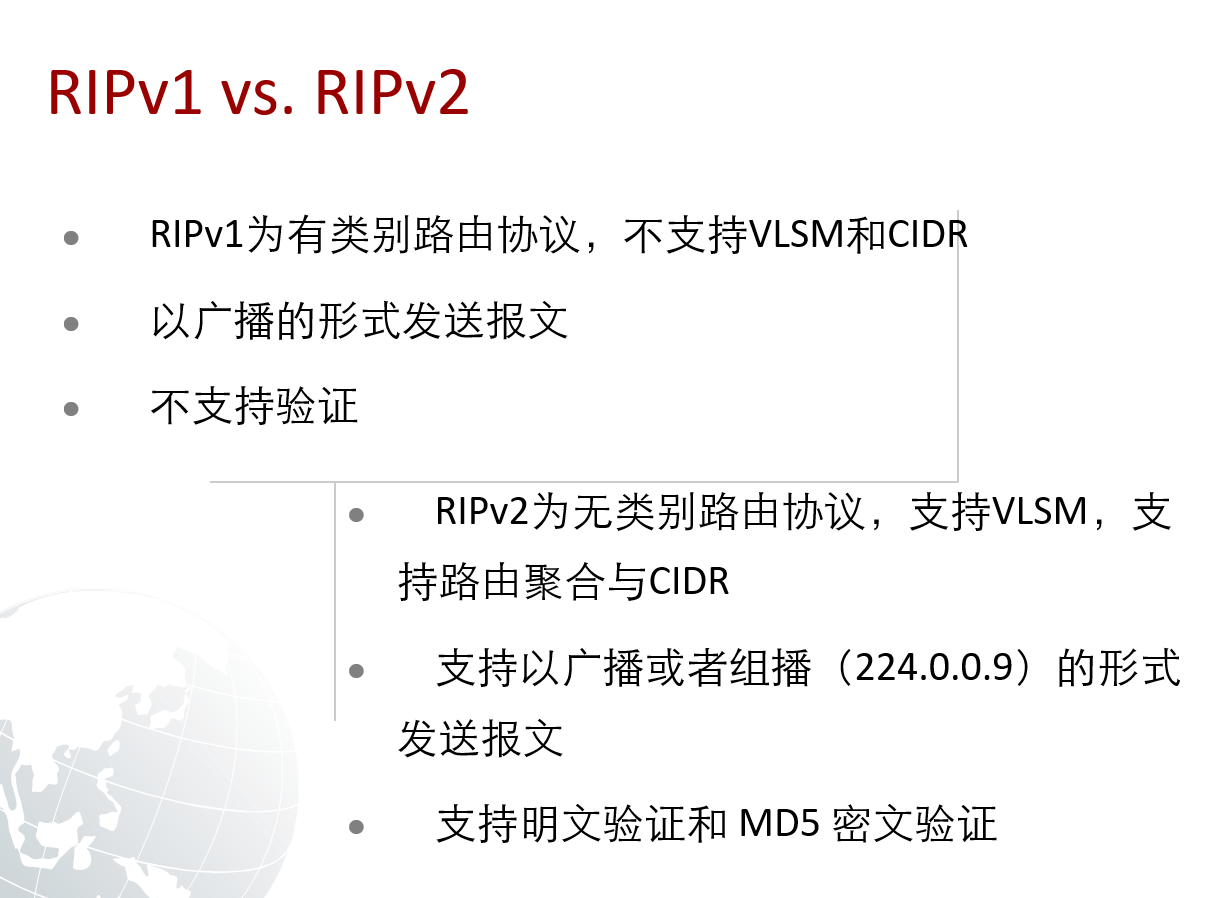 RIPv1 vs. RIPv2
RIPv1为有类别路由协议，不支持VLSM和CIDR
以广播的形式发送报文
不支持验证
RIPv2为无类别路由协议，支持VLSM，支
持路由聚合与CIDR
支持以广播或者组播（224.0.0.9）的形式
发送报文
支持明文验证和 MD5 密文验证